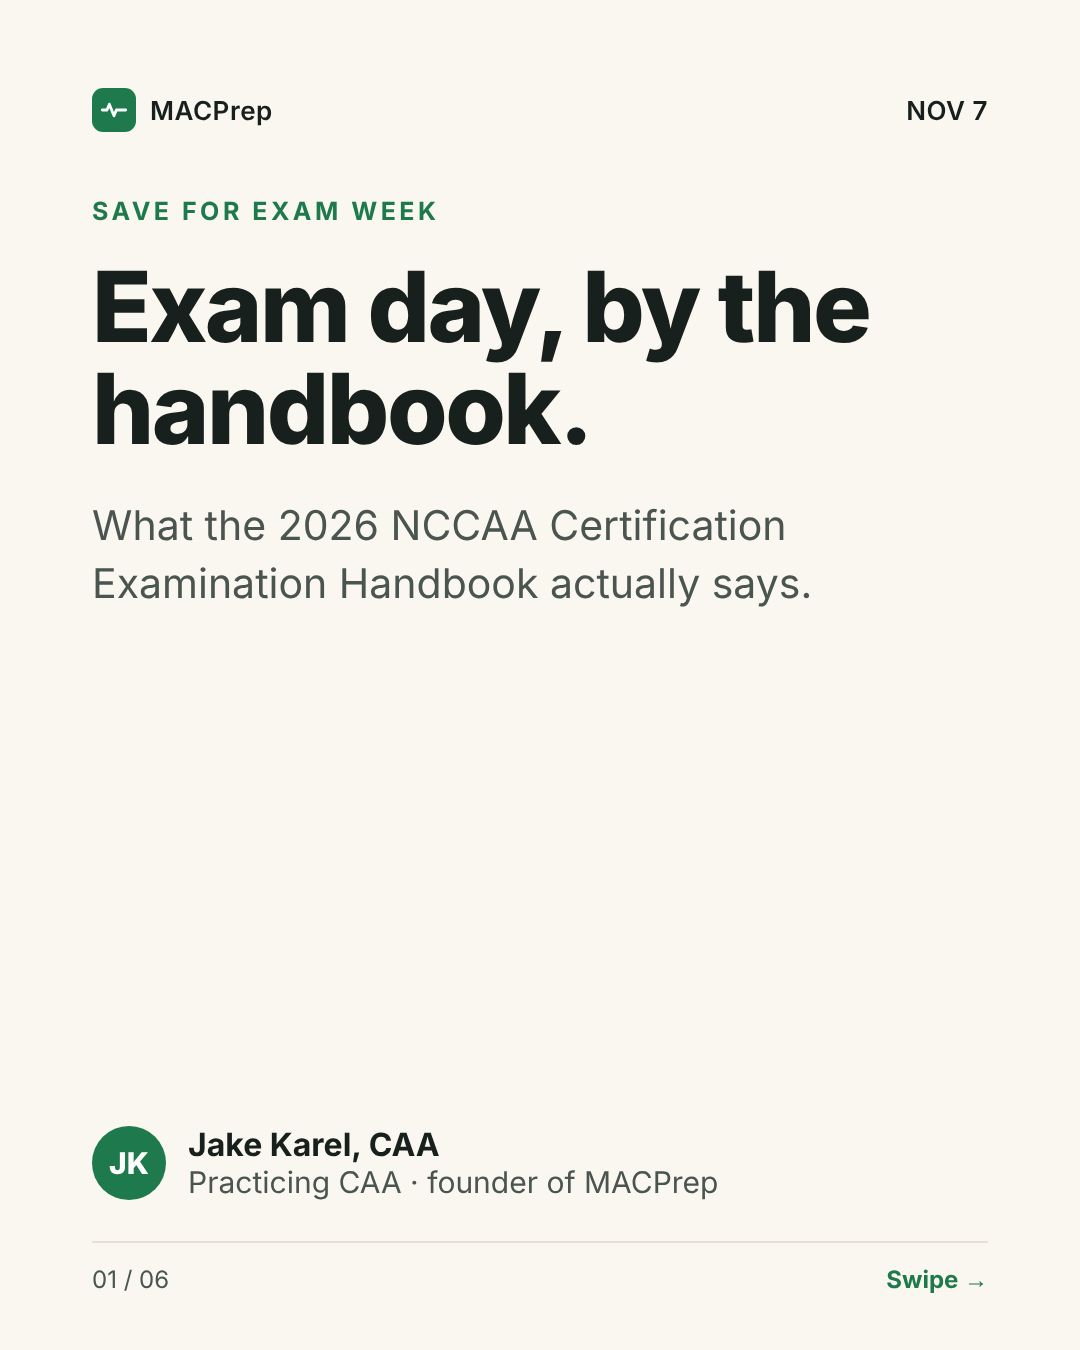 MACPrep
NOV 7
SAVE FOR EXAM WEEK
Exam day, by the
handbook.
What the 2026 NCCAA Certification
Examination Handbook actually says.
JK
Jake Karel, CAA
Practicing CAA · founder of MACPrep
01 / 06
Swipe →